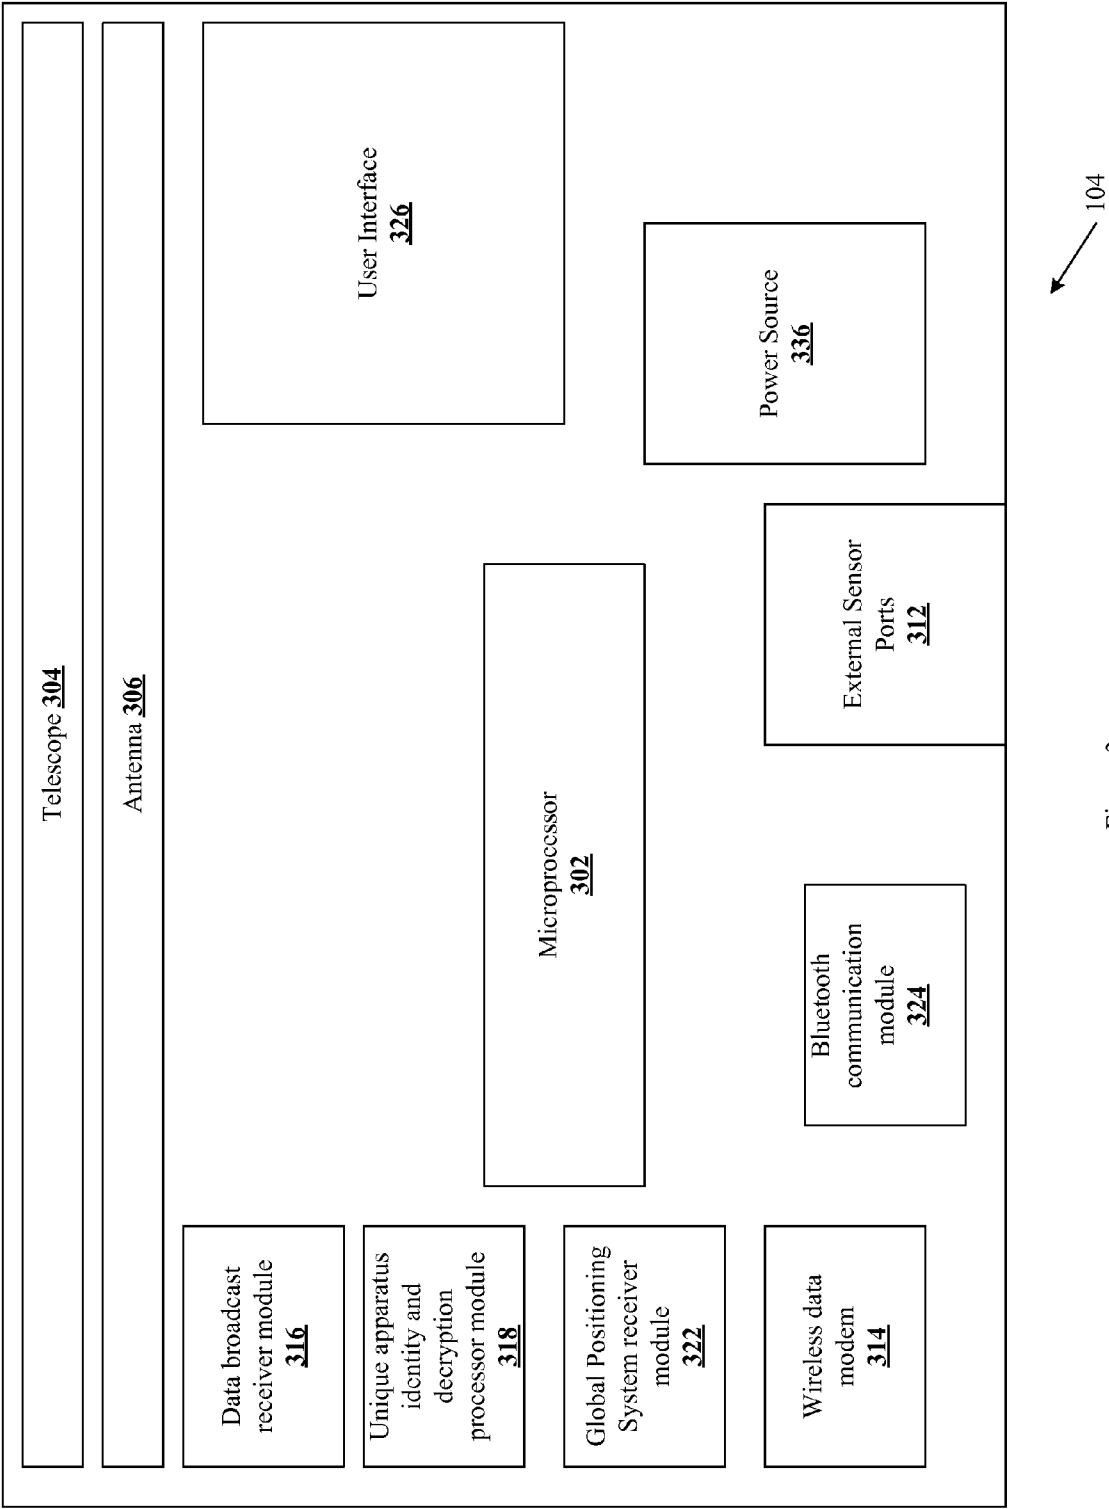 Telescope 304
Antenna 306
Data broadcast
receiver module
316
User Interface
326
Unique apparatus
identity and
decryption
processor module
318
Microprocessor
302
Global Positioning
System receiver
module
322
Power Source
336
Wireless data
modem
314
Bluetooth
communication
module
324
External Sensor
Ports
312
104